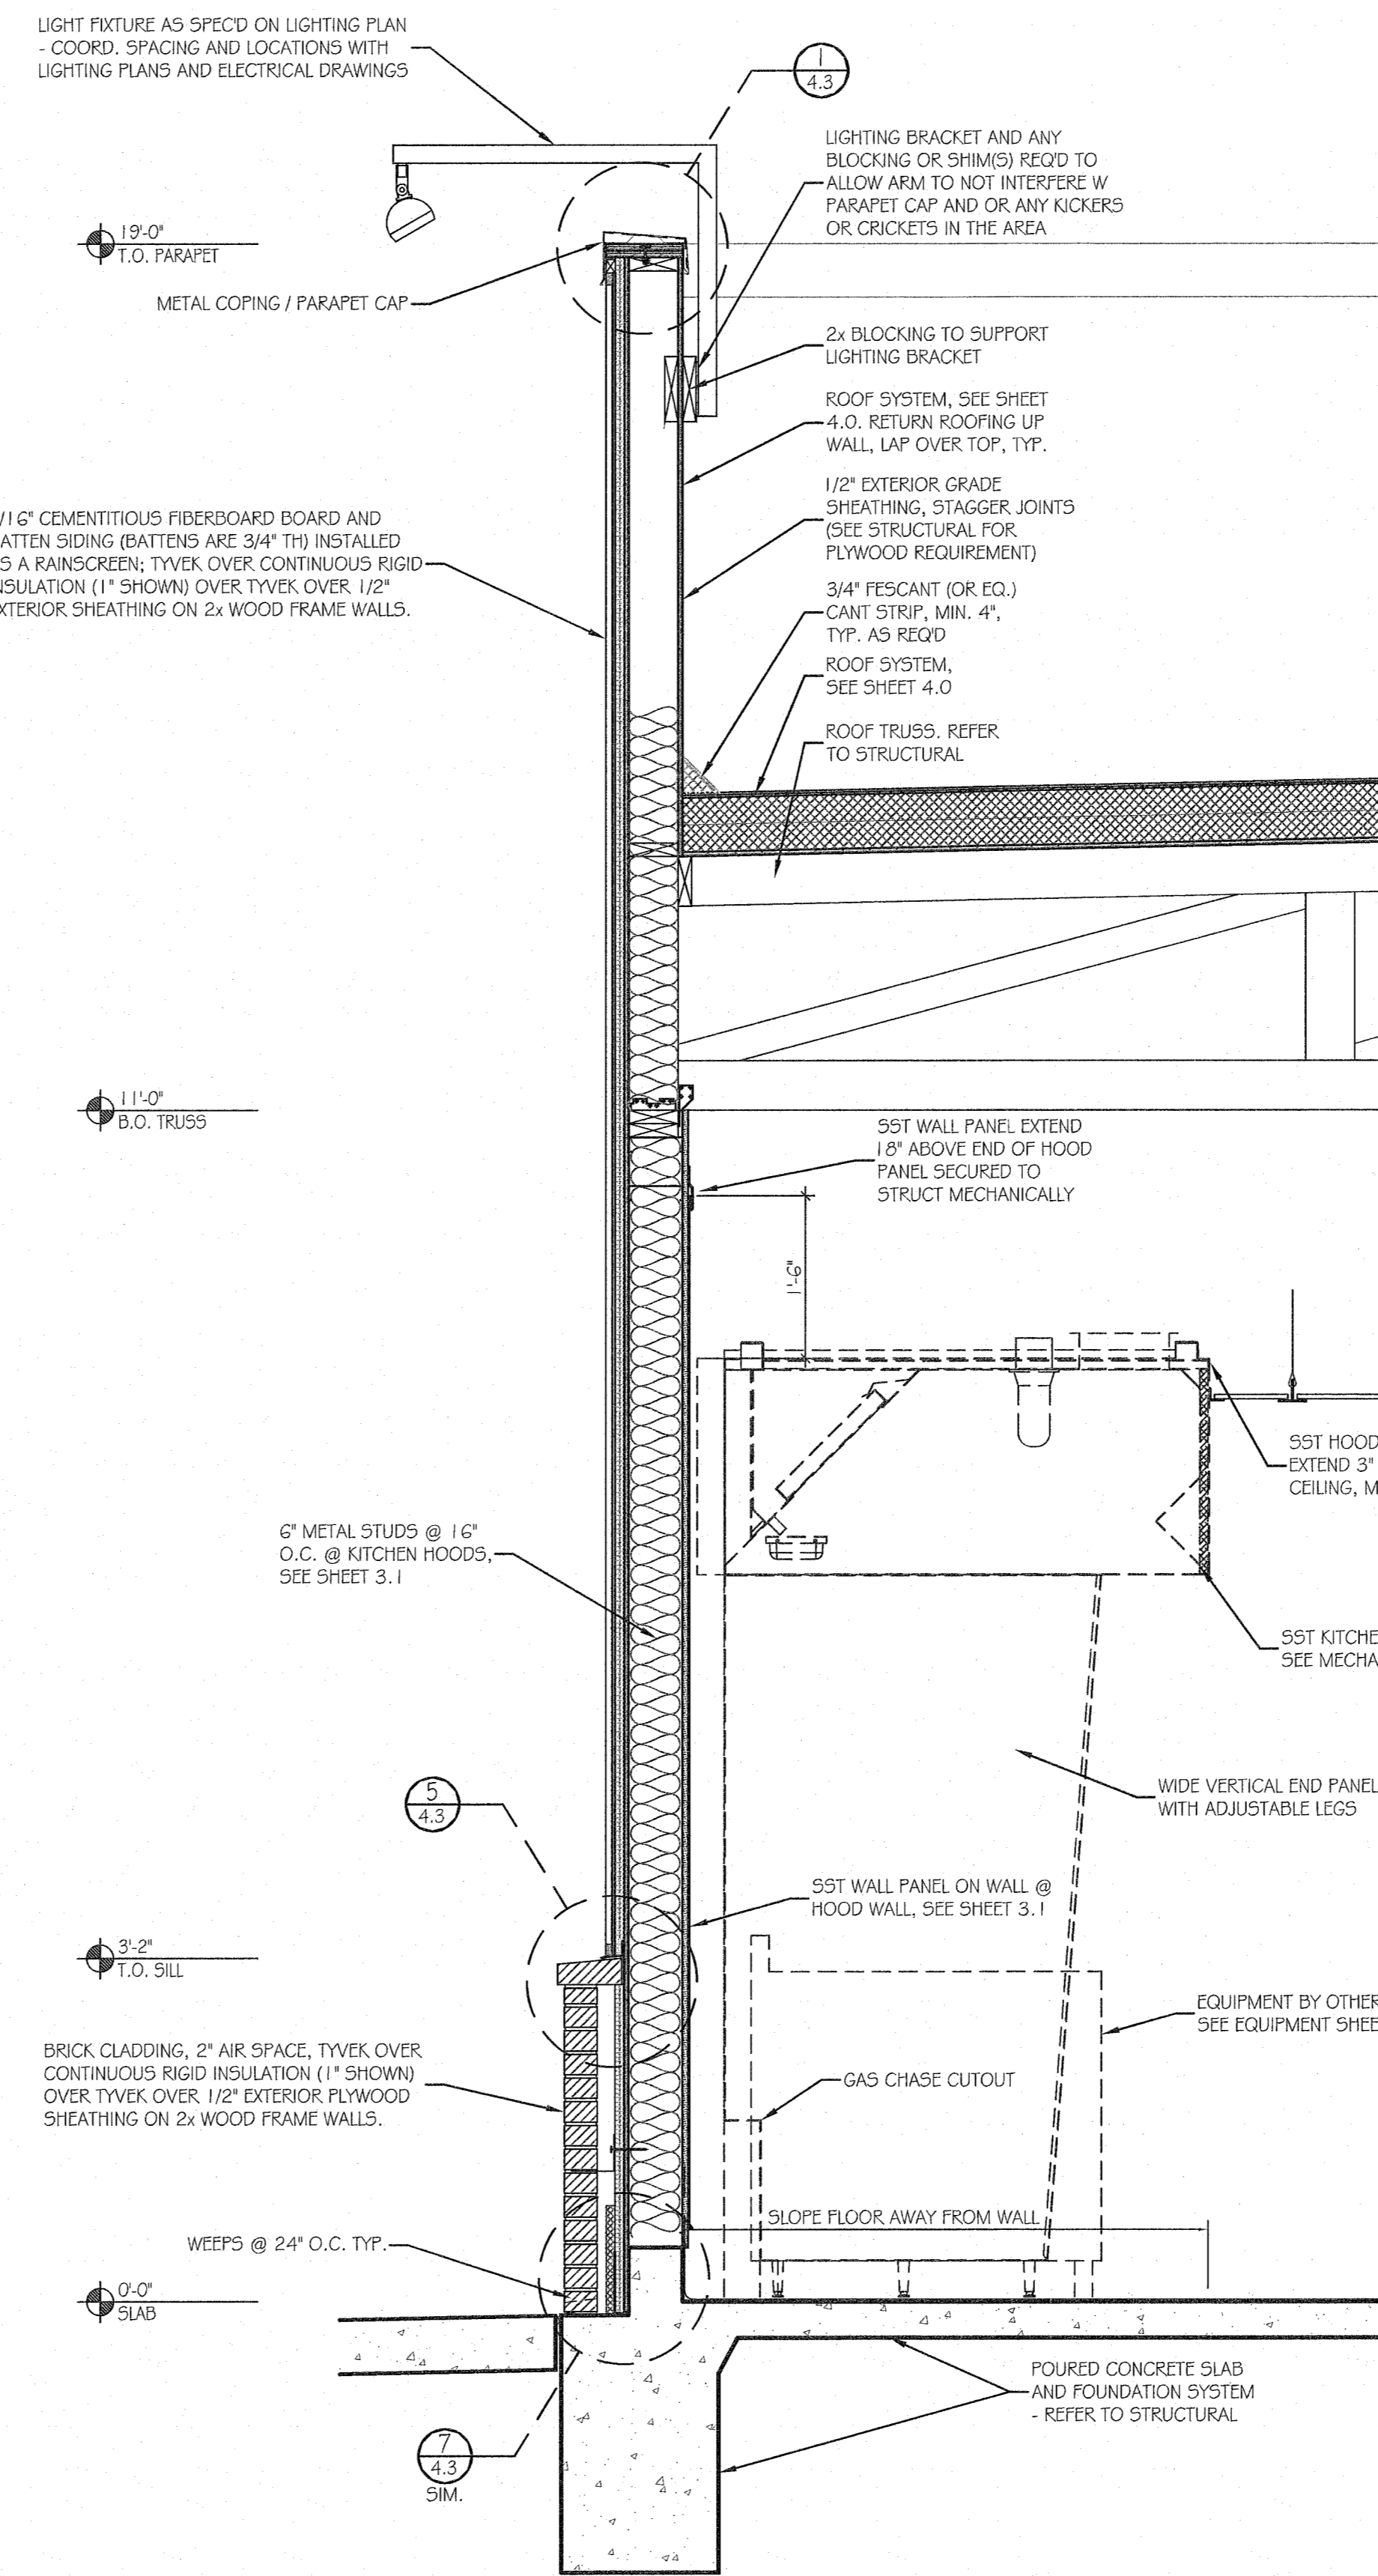 LIGHT FIXTURE AS SPEC'D ON LIGHTING PLAN
- COORD. SPACING AND LOCATIONS WITH
LIGHTING PLANS AND ELECTRICAL DRAWINGS
1
4.3
LIGHTING BRACKET AND ANY
BLOCKING OR SHIM(S) REQ'D TO
ALLOW ARM TO NOT INTERFERE W
PARAPET CAP AND OR ANY KICKERS
OR CRICKETS IN THE AREA
19'-0"
T.O. PARAPET
METAL COPING / PARAPET CAP
2x BLOCKING TO SUPPORT
LIGHTING BRACKET
ROOF SYSTEM, SEE SHEET
4.0. RETURN ROOFING UP
WALL, LAP OVER TOP, TYP.
1/2" EXTERIOR GRADE
SHEATHING, STAGGER JOINTS
(SEE STRUCTURAL FOR
PLYWOOD REQUIREMENT)
/16" CEMENTITIOUS FIBERBOARD BOARD AND
ATTEN SIDING (BATTENS ARE 3/4" TH) INSTALLED
S A RAINSCREEN; TYVEK OVER CONTINUOUS RIGID
NSULATION (1" SHOWN) OVER TYVEK OVER 1/2"
XTERIOR SHEATHING ON 2x WOOD FRAME WALLS.
3/4" FESCANT (OR EQ.)
CANT STRIP, MIN. 4",
TYP. AS REQ'D
ROOF SYSTEM,
SEE SHEET 4.0
ROOF TRUSS. REFER
TO STRUCTURAL
11'-0"
B.O. TRUSS
SST WALL PANEL EXTEND
18" ABOVE END OF HOOD
PANEL SECURED TO
STRUCT MECHANICALLY
1'-6"
SST HOOD
EXTEND 3"
CEILING, M
6" METAL STUDS @ 16"
O.C. @ KITCHEN HOODS,
SEE SHEET 3.1
SST KITCHE
SEE MECHA
WIDE VERTICAL END PANEL
WITH ADJUSTABLE LEGS
5
4.3
SST WALL PANEL ON WALL @
HOOD WALL, SEE SHEET 3.1
3'-2"
T.O. SILL
EQUIPMENT BY OTHER
SEE EQUIPMENT SHEE
BRICK CLADDING, 2" AIR SPACE, TYVEK OVER
CONTINUOUS RIGID INSULATION (1" SHOWN)
OVER TYVEK OVER 1/2" EXTERIOR PLYWOOD
SHEATHING ON 2x WOOD FRAME WALLS.
GAS CHASE CUTOUT
SLOPE FLOOR AWAY FROM WALL
WEEPS @ 24" O.C. TYP.
0'-0"
SLAB
POURED CONCRETE SLAB
AND FOUNDATION SYSTEM
- REFER TO STRUCTURAL
7
4.3
SIM.